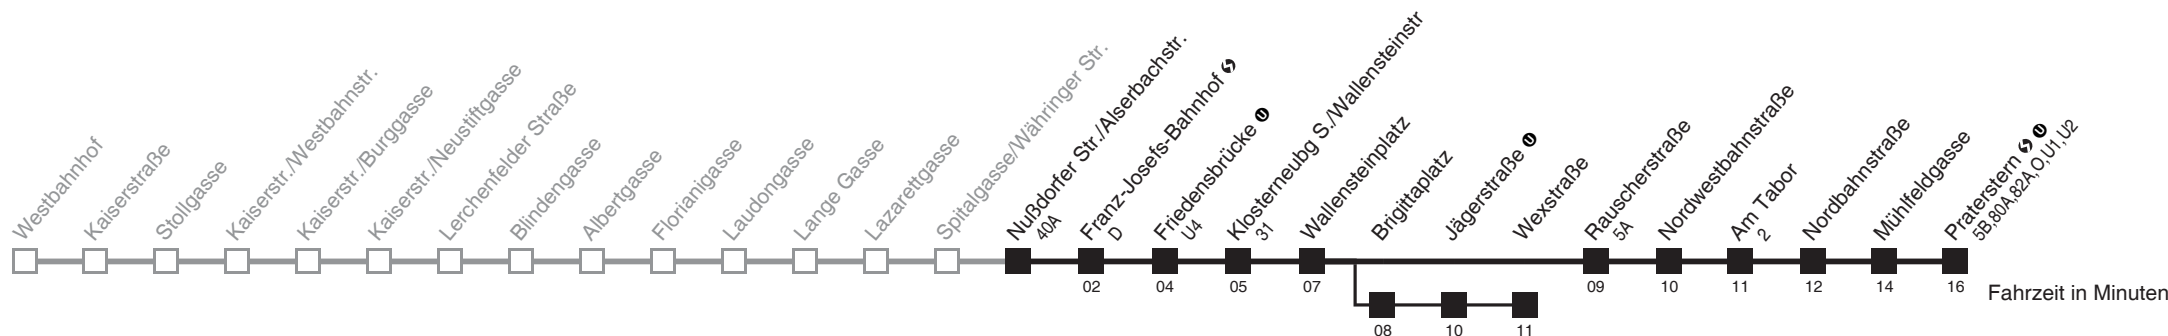 Westbahnhof
Kaiserstraße
Stollgasse
Kaiserstr./Westbahnstr.
Kaiserstr./Burggasse
Kaiserstr./Neustiftgasse
Lerchenfelder Straße
Blindengasse
Albertgasse
Florianigasse
Laudongasse
Lange Gasse
Lazarettgasse
Spitalgasse/Währinger Str.
Nußdorfer Str./Alserbachstr.
40A
Franz-Josefs-Bahnhof
D
Friedensbrücke U
U4
Klosterneubg S./Wallensteinstr
31
Wallensteinplatz
Brigittaplatz
Jägerstraße U
Wexstraße
Rauscherstraße
5A
Nordwestbahnstraße
Am Tabor
2
Nordbahnstraße
Mühlfeldgasse
Praterstern U
5B,80A,82A,O,U1,U2
02 04 05 07 09 10 11 12 14 16
Fahrzeit in Minuten
08 10 11